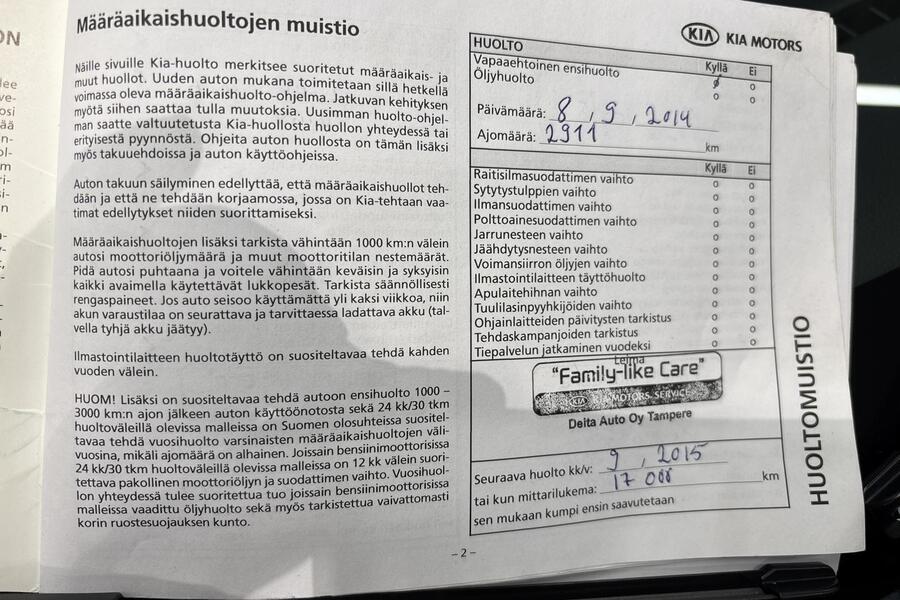 Määräaikaishuoltojen muistio
Näille sivuille Kia-huolto merkitsee suoritetut määräaikais- ja
muut huollot. Uuden auton mukana toimitetaan sillä hetkellä
voimassa oleva määräaikaishuolto-ohjelma. Jatkuvan kehityksen
myötä siihen saattaa tulla muutoksia. Uusimman huolto-ohjel-
man saatte valtuutetusta Kia-huollosta huollon yhteydessä tai
erityisestä pyynnöstä. Ohjeita auton huollosta on tämän lisäksi
myös takuuehdoissa ja auton käyttöohjeissa.
Auton takuun säilyminen edellyttää, että määräaikaishuollot teh-
dään ja että ne tehdään korjaamossa, jossa on Kia-tehtaan vaa-
timat edellytykset niiden suorittamiseksi.
Määräaikaishuoltojen lisäksi tarkista vähintään 1000 km:n välein
autosi moottoriöljymäärä ja muut moottoritilan nestemäärät.
Pidä autosi puhtaana ja voitele vähintään keväisin ja syksyisin
kaikki avaimella käytettävät lukkopesät. Tarkista säännöllisesti
rengaspaineet. Jos auto seisoo käyttämättä yli kaksi viikkoa, niin
akun varaustilaa on seurattava ja tarvittaessa ladattava akku (tal-
vella tyhjä akku jäätyy).
Ilmastointilaitteen huoltotäyttö on suositeltavaa tehdä kahden
vuoden välein.
HUOM! Lisäksi on suositeltavaa tehdä autoon ensihuolto 1000 –
3000 km:n ajon jälkeen auton käyttöönotosta sekä 24 kk/30 tkm
huoltoväleillä olevissa malleissa on Suomen olosuhteissa suositel-
tavaa tehdä vuosihuolto varsinaisten määräaikaishuoltojen väli-
vuosina, mikäli ajomäärä on alhainen. Joissain bensiinimoottorisissa
24 kk/30 tkm huoltoväleillä olevissa malleissa on 12 kk välein suori-
tettava pakollinen moottoriöljyn ja suodattimen vaihto. Vuosihuol-
lon yhteydessä tulee suoritettua tuo joissain bensiinimoottorisissa
malleissa vaadittu öljyhuolto sekä myös tarkistettua vaivattomasti
korin ruostesuojauksen kunto.
KIA KIA MOTORS
HUOLTO Kyllä Ei
Vapaaehtoinen ensihuolto o o
Öljyhuolto o o
Päivämäärä: 8 , 9 , 2014
Ajomäärä: 2911 km
Kyllä Ei
Raitisilmasuodattimen vaihto o o
Sytytystulppien vaihto o o
Ilmansuodattimen vaihto o o
Polttoainesuodattimen vaihto o o
Jarrunesteen vaihto o o
Jäähdytysnesteen vaihto o o
Voimansiirron öljyjen vaihto o o
Ilmastointilaitteen täyttöhuolto o o
Apulaitehihnan vaihto o o
Tuulilasinpyyhkijöiden vaihto o o
Ohjainlaitteiden päivitysten tarkistus o o
Tehdaskampanjoiden tarkistus o o
Tiepalvelun jatkaminen vuodeksi o o
Leima
"Family-like Care"
KIA KIA MOTORS SERVICE
Delta Auto Oy Tampere
Seuraava huolto kk/v: 9 , 2015
tai kun mittarilukema: 17 000 km
sen mukaan kumpi ensin saavutetaan
HUOLTOMUISTIO
– 2 –